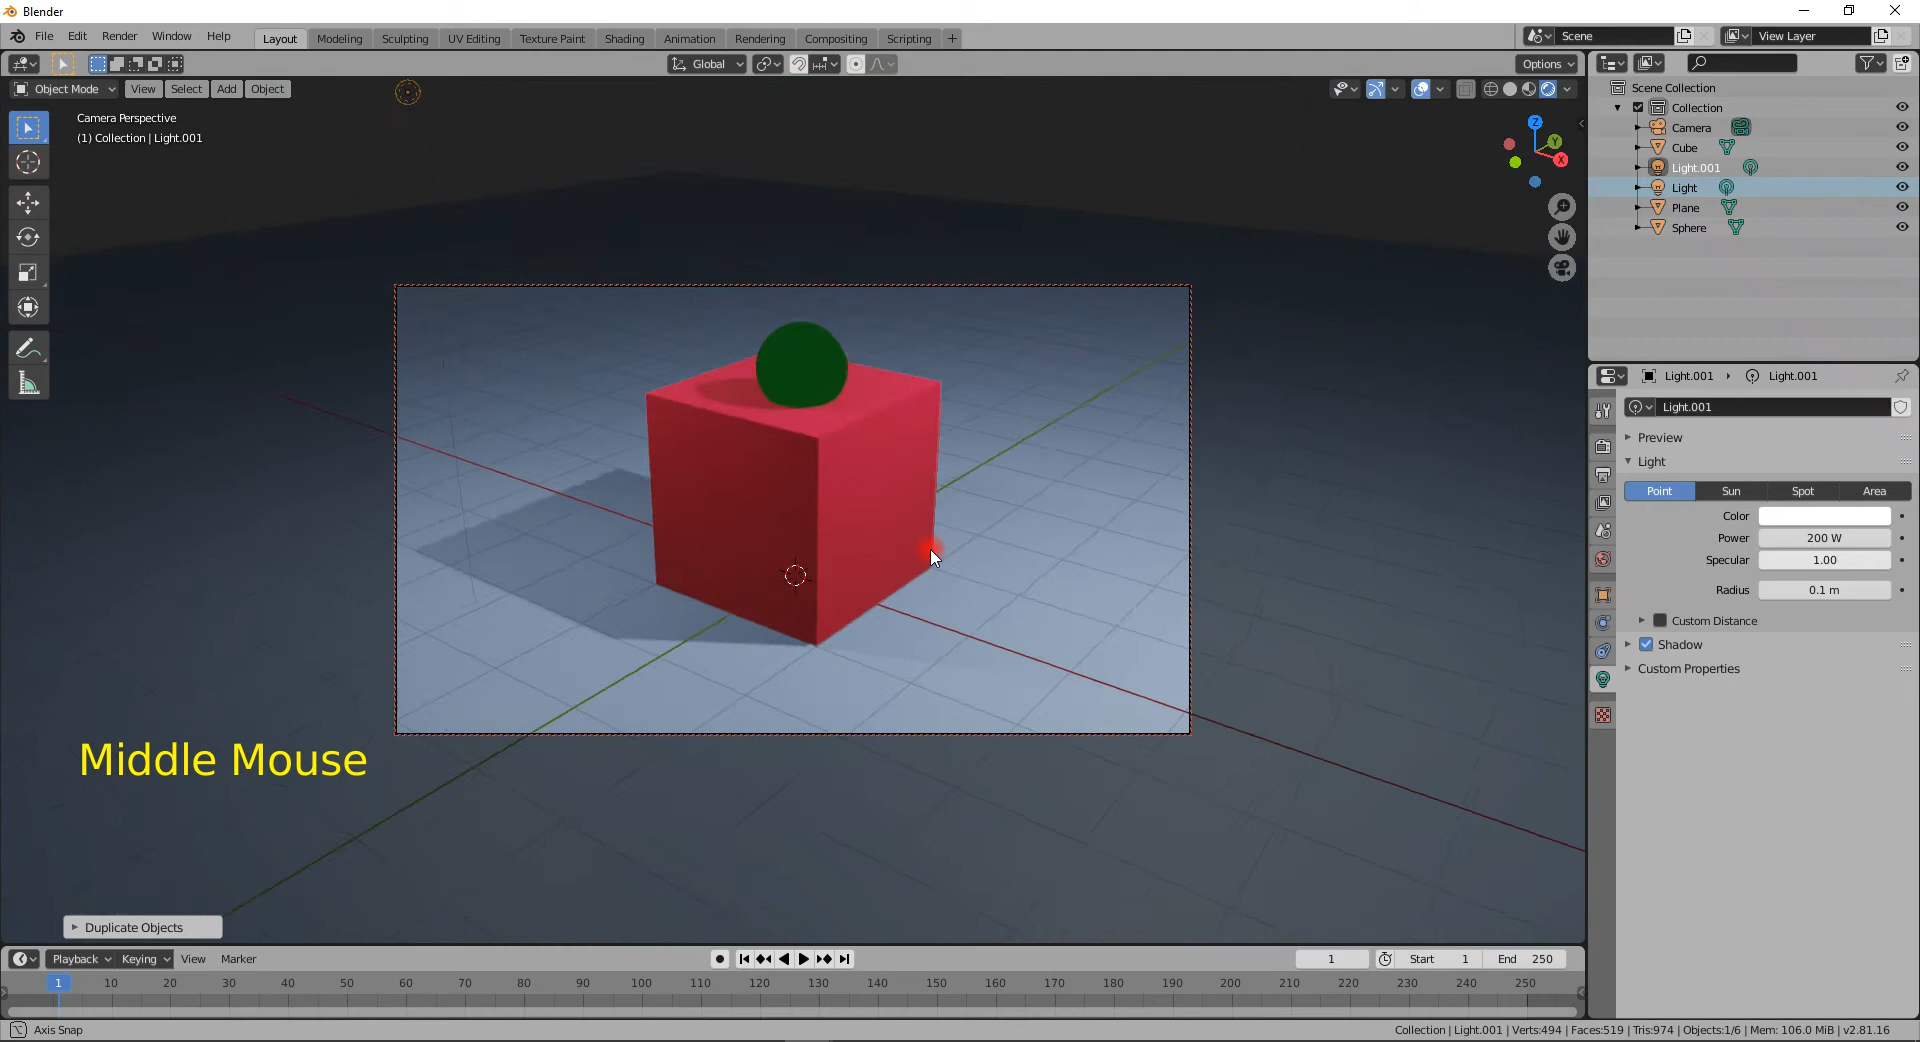 Blender
File Edit Render Window Help
Layout Modeling Sculpting UV Editing Texture Paint Shading Animation Rendering Compositing Scripting +
Scene
View Layer
Global
Options
Object Mode View Select Add Object
Camera Perspective
(1) Collection | Light.001
Z
Y
X
Scene Collection
Collection
Camera
Cube
Light.001
Light
Plane
Sphere
Light.001 Light.001
Light.001
Preview
Light
Point Sun Spot Area
Color
Power 200 W
Specular 1.00
Radius 0.1 m
Custom Distance
Shadow
Custom Properties
Middle Mouse
Duplicate Objects
Playback Keying View Marker
1 Start 1 End 250
1 10 20 30 40 50 60 70 80 90 100 110 120 130 140 150 160 170 180 190 200 210 220 230 240 250
Axis Snap
Collection | Light.001 | Verts:494 | Faces:519 | Tris:974 | Objects:1/6 | Mem: 106.0 MiB | v2.81.16